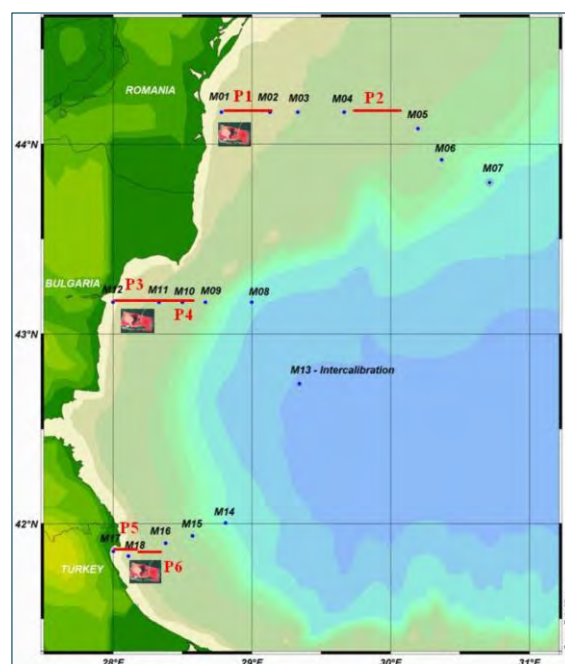 ROMANIA
M01 P1 M02 M03 M04 P2
M05
44°N
M06
M07
BULGARIA
P3
M12 M11 M10 M09 M08
P4
43°N
M13 - Intercalibration
M14
42°N
P5 M16 M15
M17
M18
P6
TURKEY
28°E 29°E 30°E 31°E